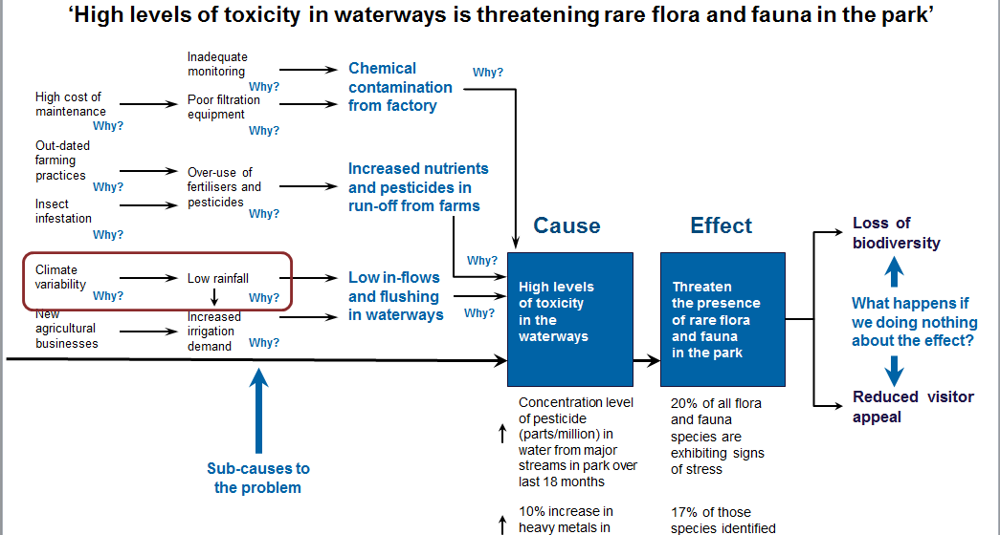 ‘High levels of toxicity in waterways is threatening rare flora and fauna in the park’
Inadequate
monitoring
Why?
Chemical
contamination
from factory
Why?
High cost of
maintenance
Why?
Poor filtration
equipment
Why?
Out-dated
farming
practices
Why?
Over-use of
fertilisers and
pesticides
Why?
Increased nutrients
and pesticides in
run-off from farms
Why?
Insect
infestation
Why?
Climate
variability
Why?
Low rainfall
Why?
Low in-flows
and flushing
in waterways
Why?
New
agricultural
businesses
Increased
irrigation
demand
Why?
Sub-causes to
the problem
Cause
High levels
of toxicity
in the
waterways
Concentration level
of pesticide
(parts/million) in
water from major
streams in park over
last 18 months
10% increase in
heavy metals in
Effect
Threaten
the presence
of rare flora
and fauna
in the park
20% of all flora
and fauna
species are
exhibiting signs
of stress
17% of those
species identified
Loss of
biodiversity
What happens if
we doing nothing
about the effect?
Reduced visitor
appeal